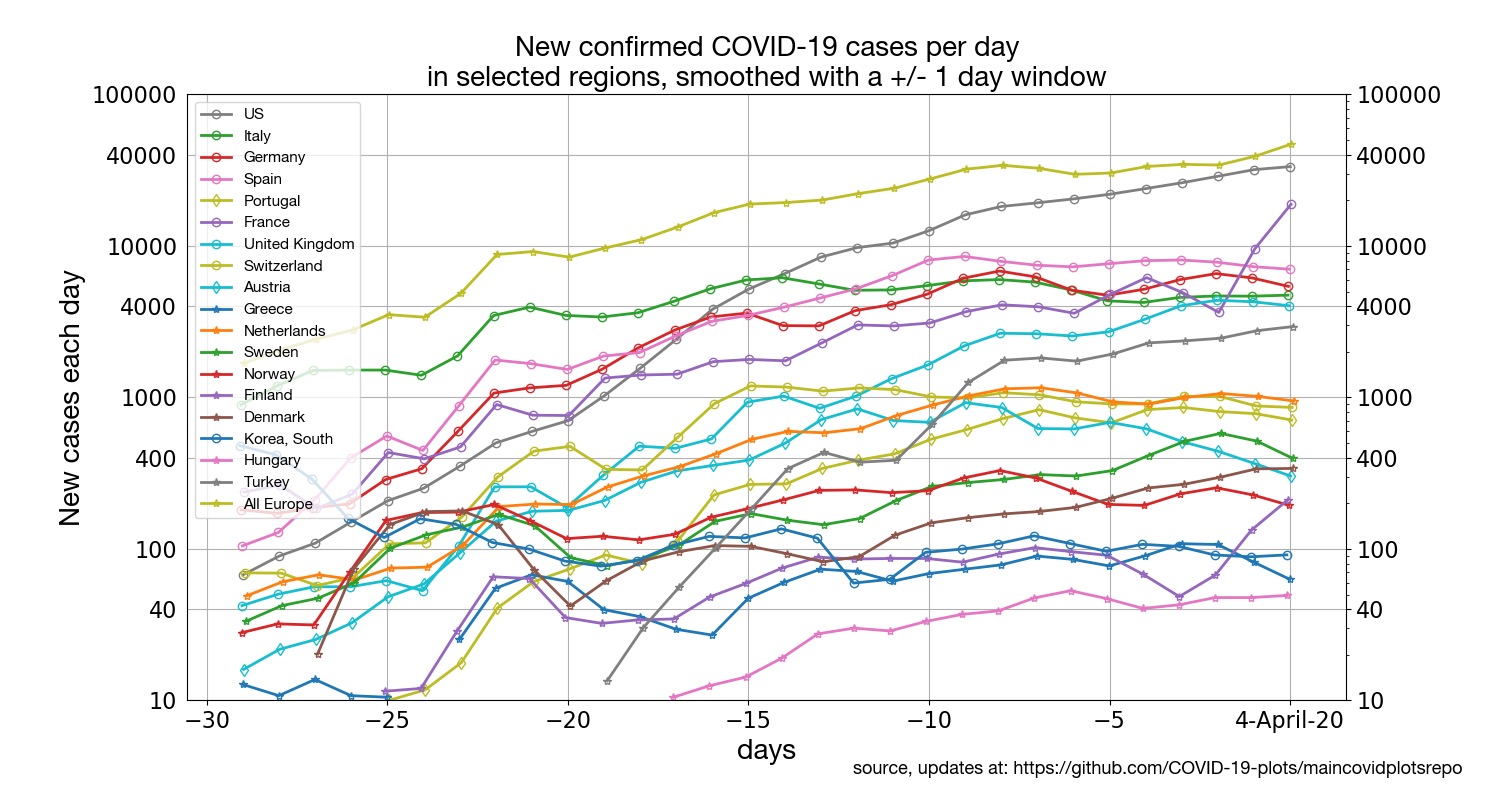 New confirmed COVID-19 cases per day
in selected regions, smoothed with a +/- 1 day window
100000
40000
10000
4000
1000
400
100
40
10
New cases each day
US
Italy
Germany
Spain
Portugal
France
United Kingdom
Switzerland
Austria
Greece
Netherlands
Sweden
Norway
Finland
Denmark
Korea, South
Hungary
Turkey
All Europe
100000
40000
10000
4000
1000
400
100
40
10
−30 −25 −20 −15 −10 −5 4-April-20
days
source, updates at: https://github.com/COVID-19-plots/maincovidplotsrepo